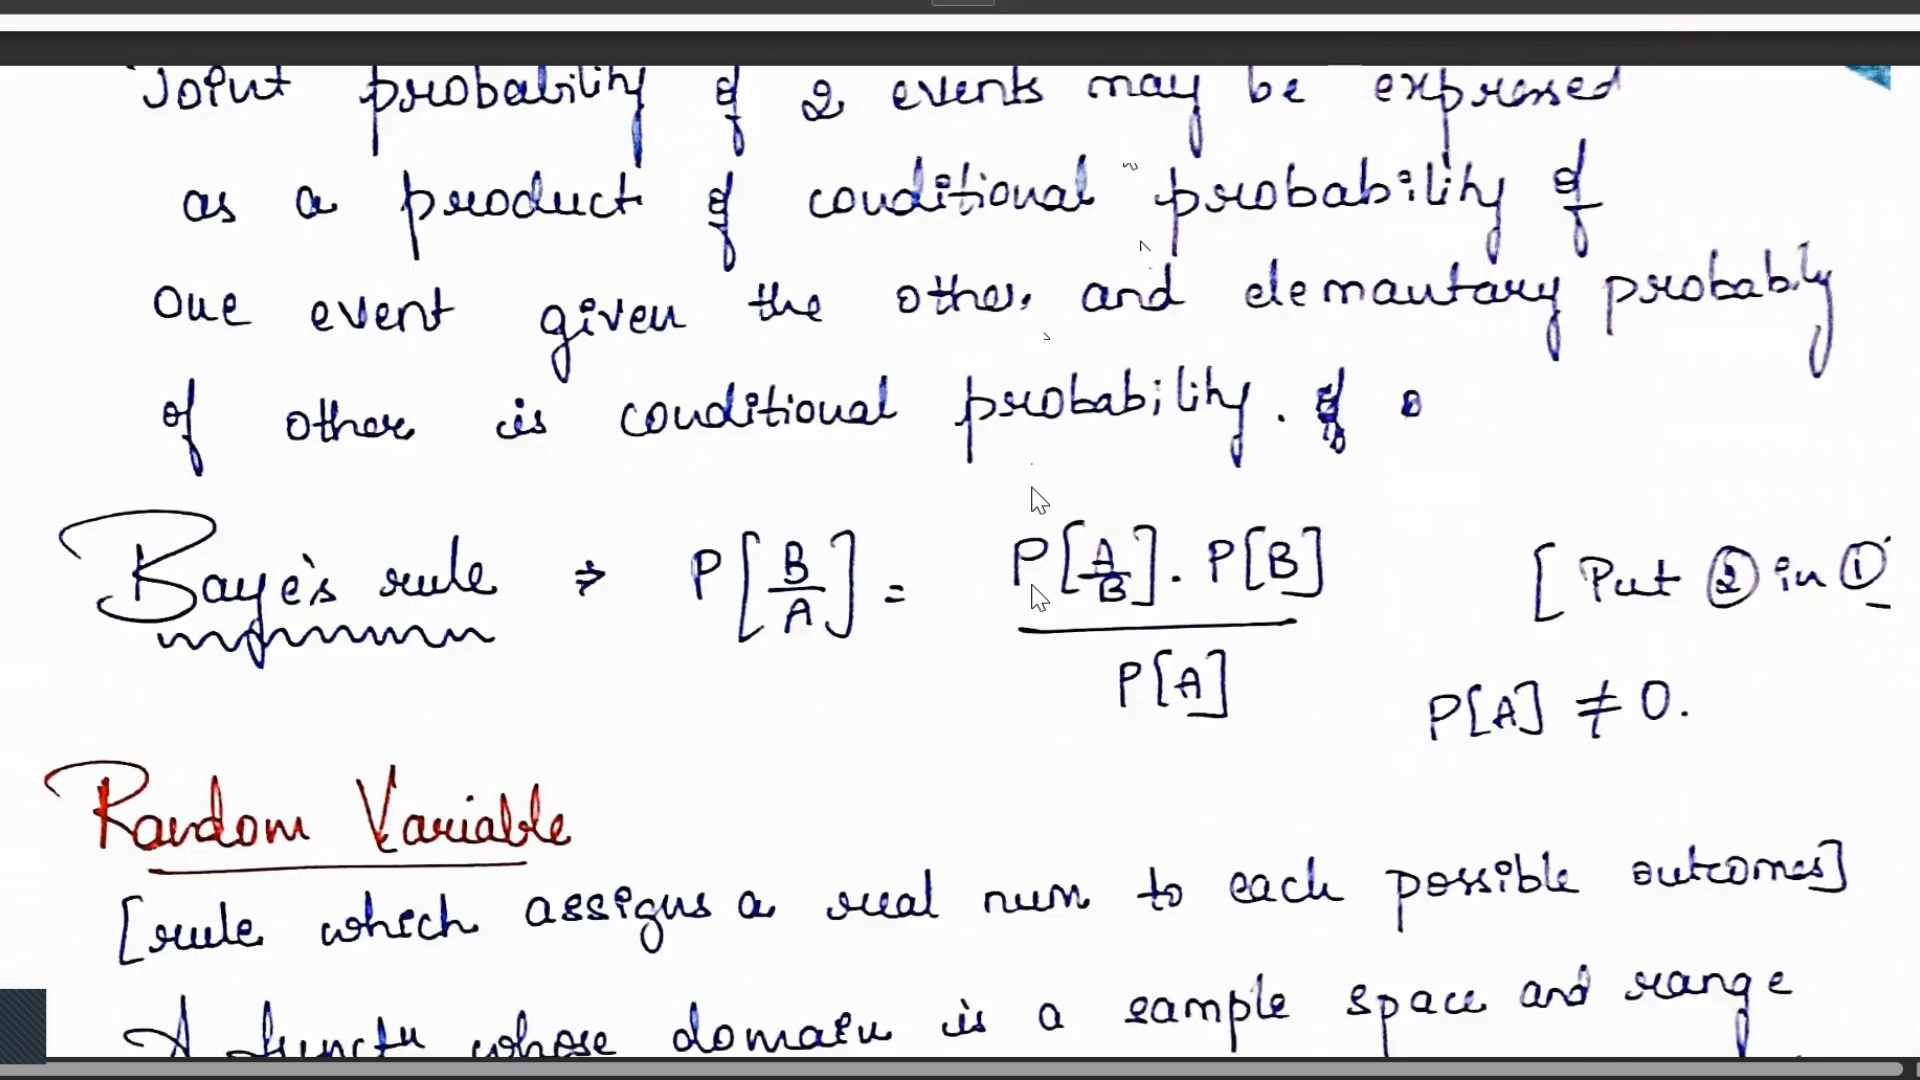 Joint probability of 2 events may be expressed
as a product of conditional probability of
one event given the other and elemantary probably
of other is conditional probability. of
Baye's rule ⇒ P[B/A] = P[A/B] . P[B] / P[A] [Put ② in ①
P[A] ≠ 0.
Random Variable
[rule which assigns a real num to each possible outcomes]
A functn whose domain is a sample space and range